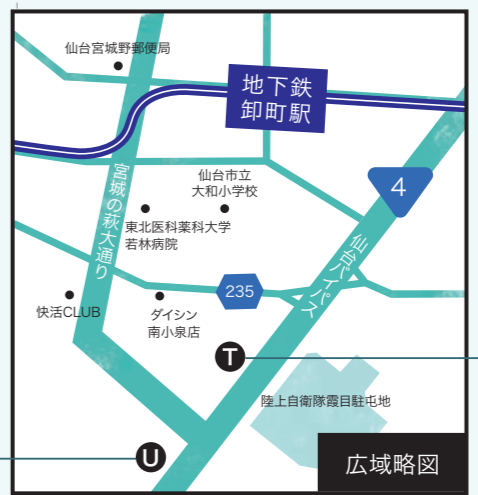 仙台宮城野郵便局
地下鉄
卸町駅
宮城の萩大通り
仙台市立
大和小学校
4
東北医科薬科大学
若林病院
仙台バイパス
235
快活CLUB
ダイシン
南小泉店
T
陸上自衛隊霞目駐屯地
U
広域略図